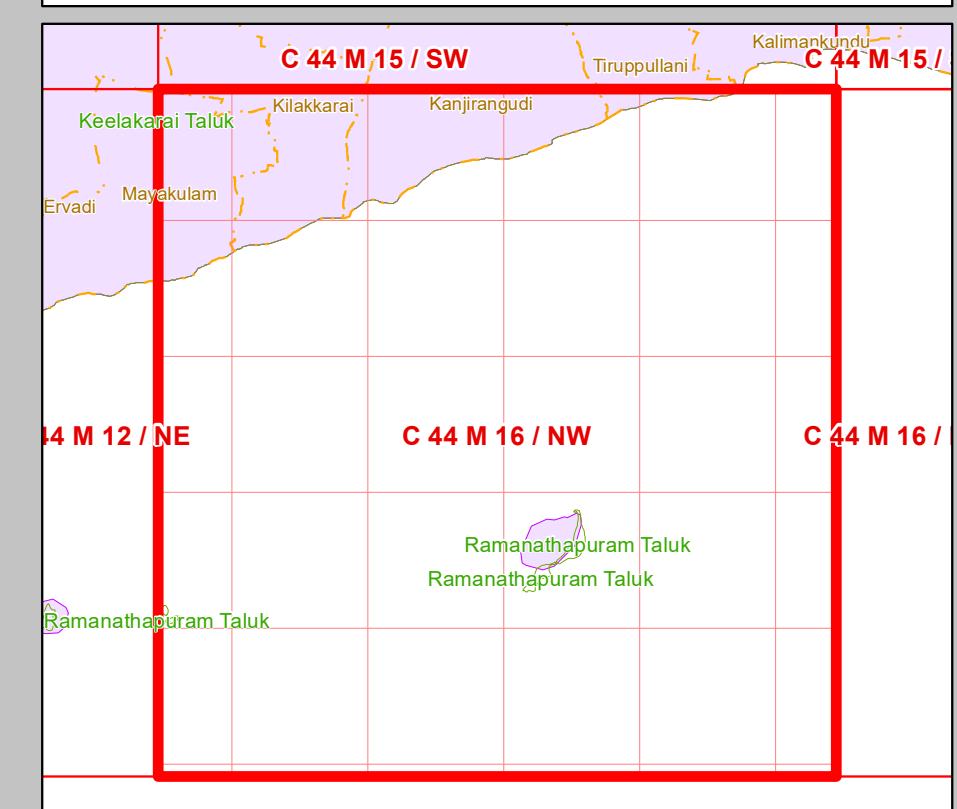 Kalimankundu
C 44 M 15 / SW
Tiruppullani
C 44 M 15 /
Kilakkarai
Kanjirangudi
Keelakarai Taluk
Mayakulam
Ervadi
44 M 12 / NE
C 44 M 16 / NW
C 44 M 16 /
Ramanathapuram Taluk
Ramanathapuram Taluk
Ramanathapuram Taluk